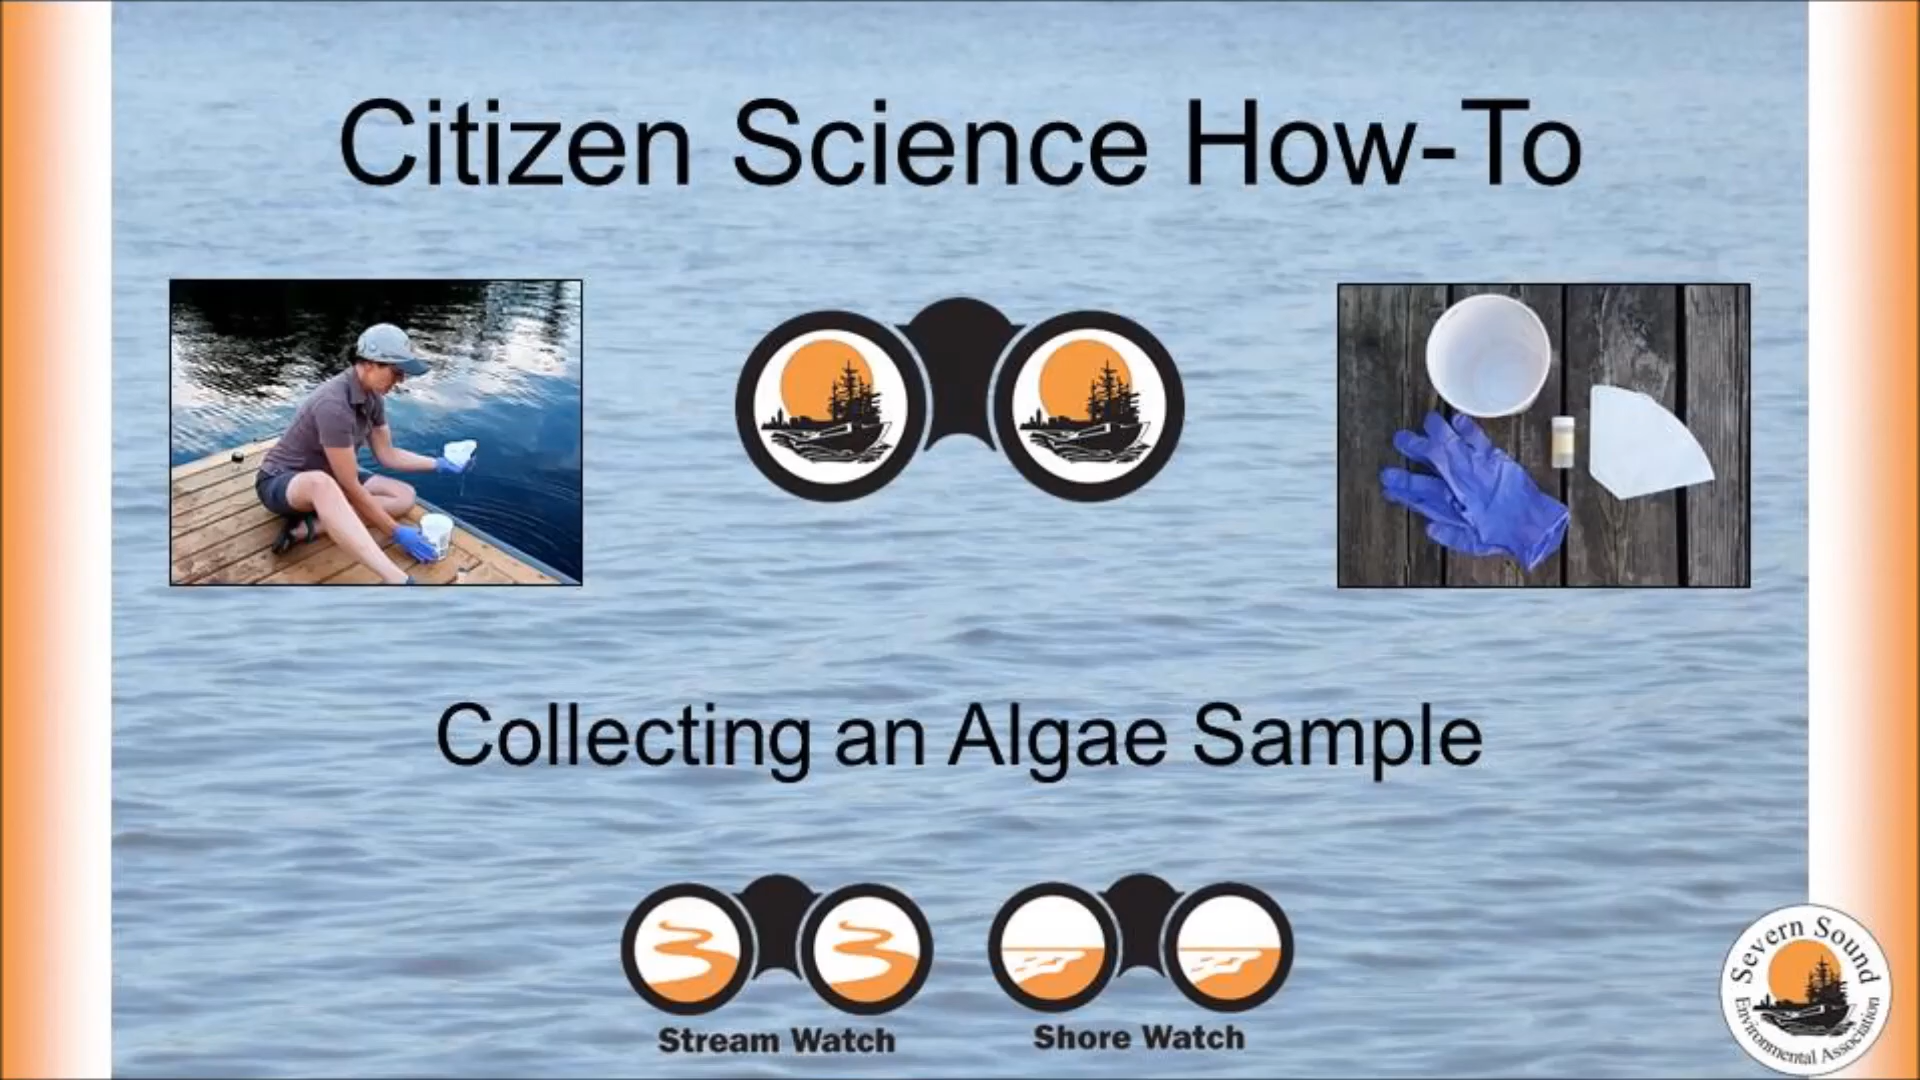 Citizen Science How-To
Collecting an Algae Sample
Stream Watch
Shore Watch
Severn Sound
Environmental Association